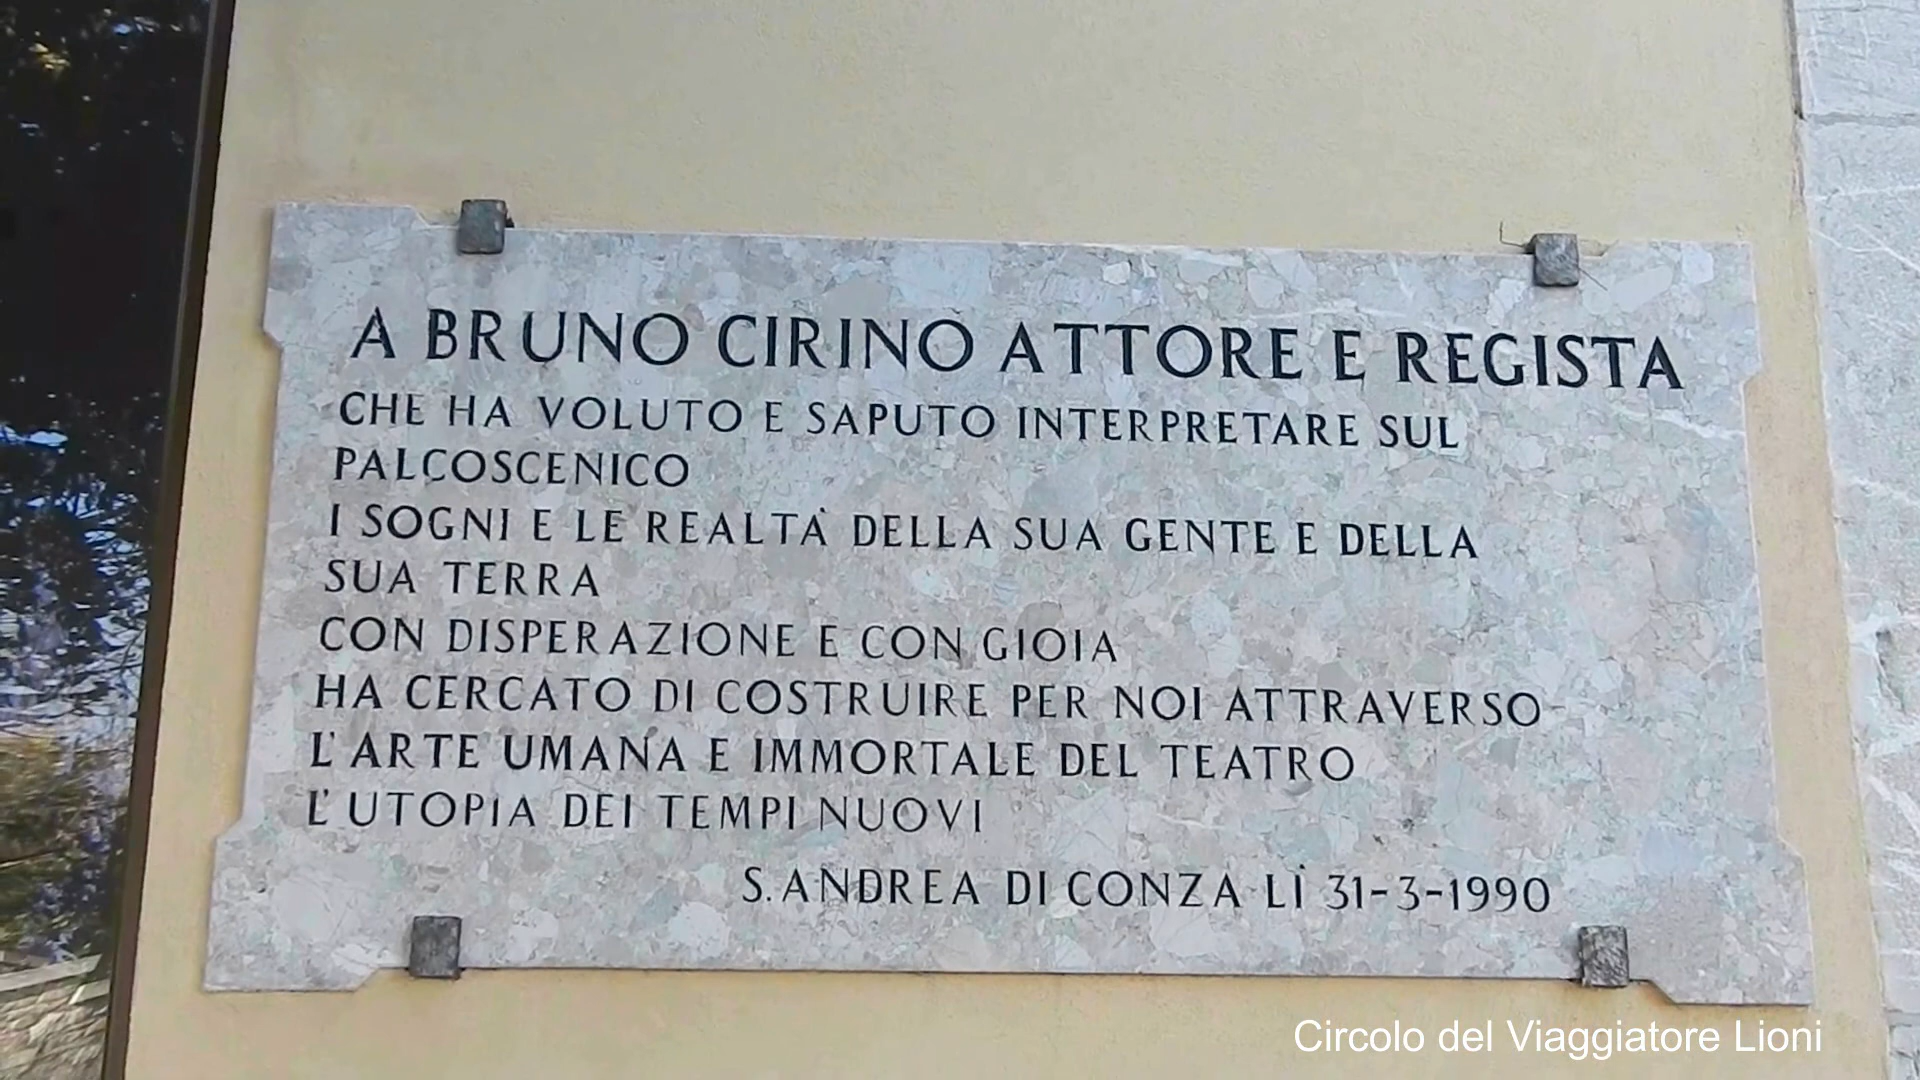 A BRUNO CIRINO ATTORE E REGISTA
CHE HA VOLUTO E SAPUTO INTERPRETARE SUL
PALCOSCENICO
I SOGNI E LE REALTÀ DELLA SUA GENTE E DELLA
SUA TERRA
CON DISPERAZIONE E CON GIOIA
HA CERCATO DI COSTRUIRE PER NOI ATTRAVERSO
L'ARTE UMANA E IMMORTALE DEL TEATRO
L'UTOPIA DEI TEMPI NUOVI
S. ANDREA DI CONZA LÌ 31-3-1990
Circolo del Viaggiatore Lioni